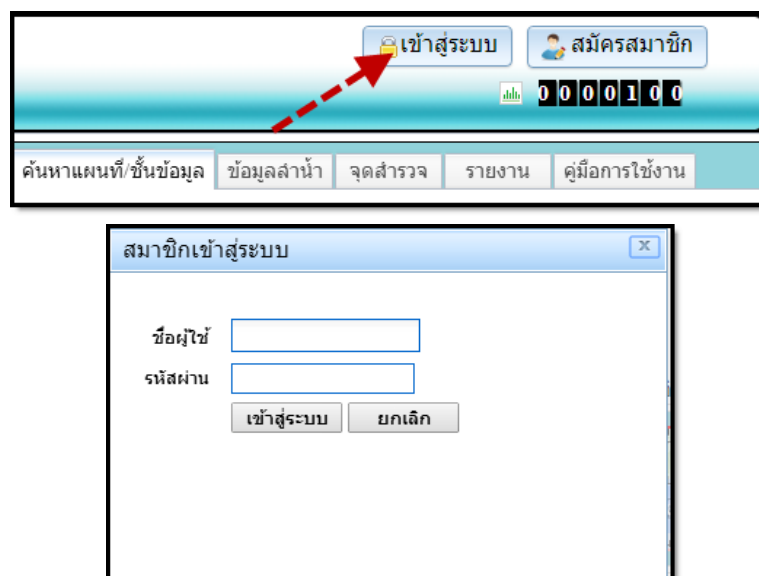 เข้าสู่ระบบ สมัครสมาชิก
0000100
ค้นหาแผนที่/ชั้นข้อมูล ข้อมูลลำน้ำ จุดสำรวจ รายงาน คู่มือการใช้งาน
สมาชิกเข้าสู่ระบบ x
ชื่อผู้ใช้
รหัสผ่าน
เข้าสู่ระบบ ยกเลิก